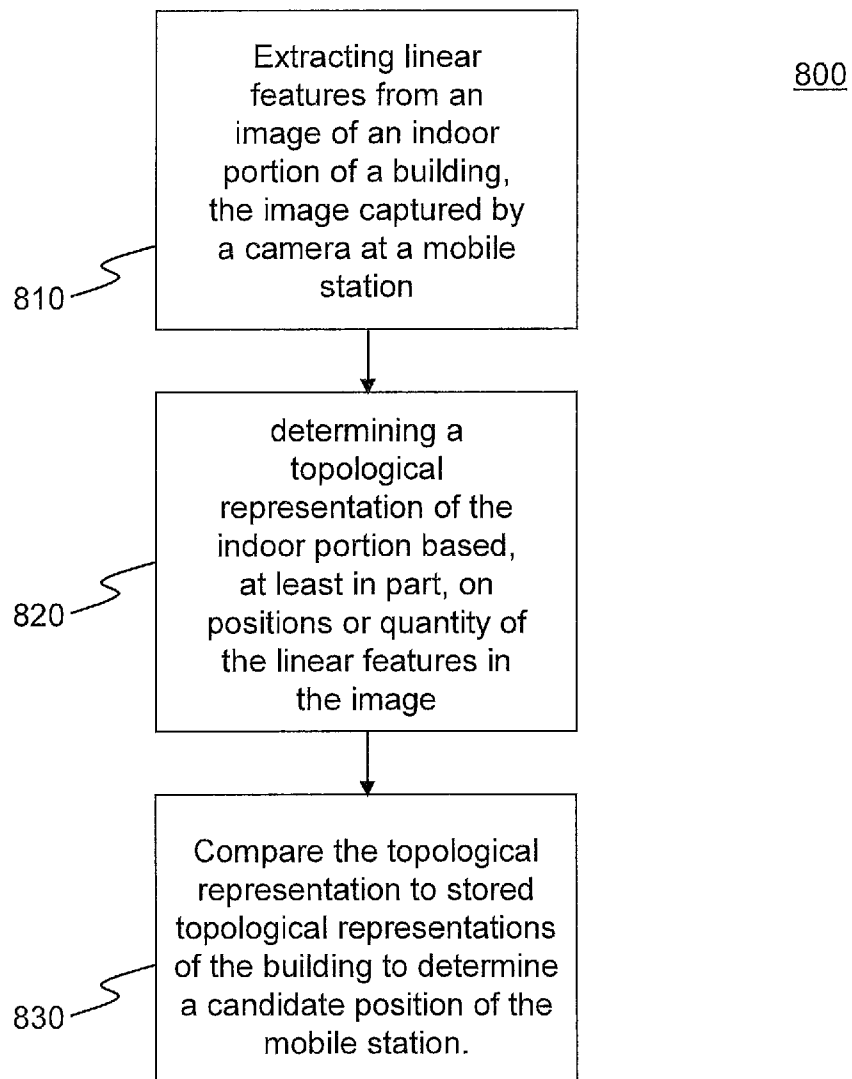 800
Extracting linear
features from an
image of an indoor
portion of a building,
the image captured by
a camera at a mobile
station
810
determining a
topological
representation of the
indoor portion based,
at least in part, on
positions or quantity of
the linear features in
the image
820
Compare the topological
representation to stored
topological representations
of the building to determine
a candidate position of the
mobile station.
830